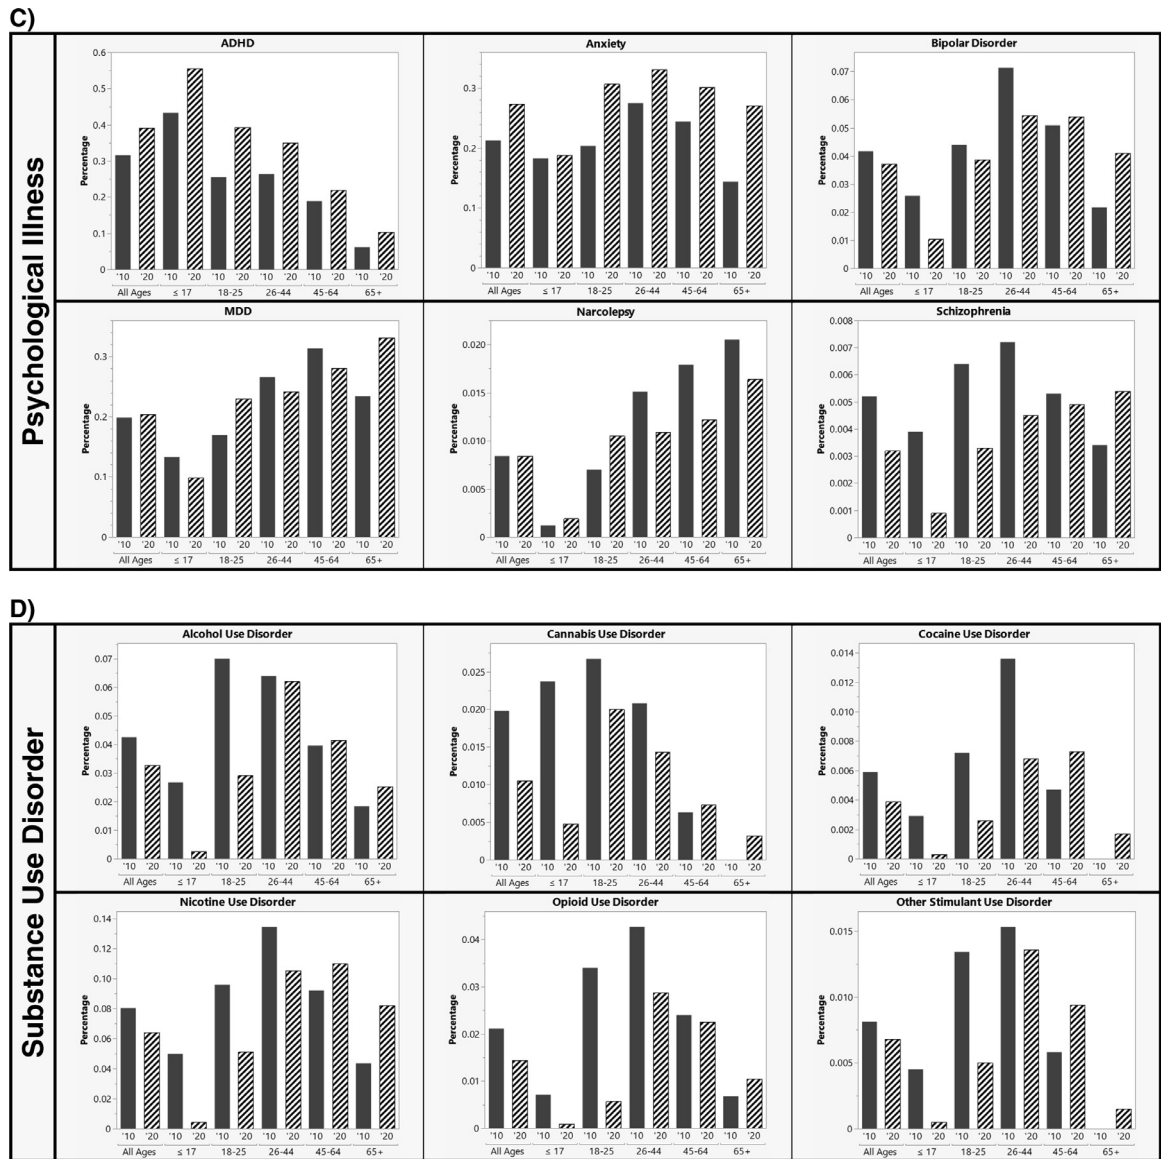 C)
Psychological Illness
ADHD
Percentage
0.6
0.5
0.4
0.3
0.2
0.1
0
'10 '20 '10 '20 '10 '20 '10 '20 '10 '20 '10 '20
All Ages ≤ 17 18-25 26-44 45-64 65+
Anxiety
Percentage
0.3
0.2
0.1
0
'10 '20 '10 '20 '10 '20 '10 '20 '10 '20 '10 '20
All Ages ≤ 17 18-25 26-44 45-64 65+
Bipolar Disorder
Percentage
0.07
0.06
0.05
0.04
0.03
0.02
0.01
0
'10 '20 '10 '20 '10 '20 '10 '20 '10 '20 '10 '20
All Ages ≤ 17 18-25 26-44 45-64 65+
MDD
Percentage
0.3
0.2
0.1
0
'10 '20 '10 '20 '10 '20 '10 '20 '10 '20 '10 '20
All Ages ≤ 17 18-25 26-44 45-64 65+
Narcolepsy
Percentage
0.020
0.015
0.010
0.005
0
'10 '20 '10 '20 '10 '20 '10 '20 '10 '20 '10 '20
All Ages ≤ 17 18-25 26-44 45-64 65+
Schizophrenia
Percentage
0.008
0.007
0.006
0.005
0.004
0.003
0.002
0.001
0
'10 '20 '10 '20 '10 '20 '10 '20 '10 '20 '10 '20
All Ages ≤ 17 18-25 26-44 45-64 65+
D)
Substance Use Disorder
Alcohol Use Disorder
Percentage
0.07
0.06
0.05
0.04
0.03
0.02
0.01
0
'10 '20 '10 '20 '10 '20 '10 '20 '10 '20 '10 '20
All Ages ≤ 17 18-25 26-44 45-64 65+
Cannabis Use Disorder
Percentage
0.025
0.020
0.015
0.010
0.005
0
'10 '20 '10 '20 '10 '20 '10 '20 '10 '20 '10 '20
All Ages ≤ 17 18-25 26-44 45-64 65+
Cocaine Use Disorder
Percentage
0.014
0.012
0.010
0.008
0.006
0.004
0.002
0
'10 '20 '10 '20 '10 '20 '10 '20 '10 '20 '10 '20
All Ages ≤ 17 18-25 26-44 45-64 65+
Nicotine Use Disorder
Percentage
0.14
0.12
0.10
0.08
0.06
0.04
0.02
0
'10 '20 '10 '20 '10 '20 '10 '20 '10 '20 '10 '20
All Ages ≤ 17 18-25 26-44 45-64 65+
Opioid Use Disorder
Percentage
0.04
0.03
0.02
0.01
0
'10 '20 '10 '20 '10 '20 '10 '20 '10 '20 '10 '20
All Ages ≤ 17 18-25 26-44 45-64 65+
Other Stimulant Use Disorder
Percentage
0.015
0.010
0.005
0
'10 '20 '10 '20 '10 '20 '10 '20 '10 '20 '10 '20
All Ages ≤ 17 18-25 26-44 45-64 65+